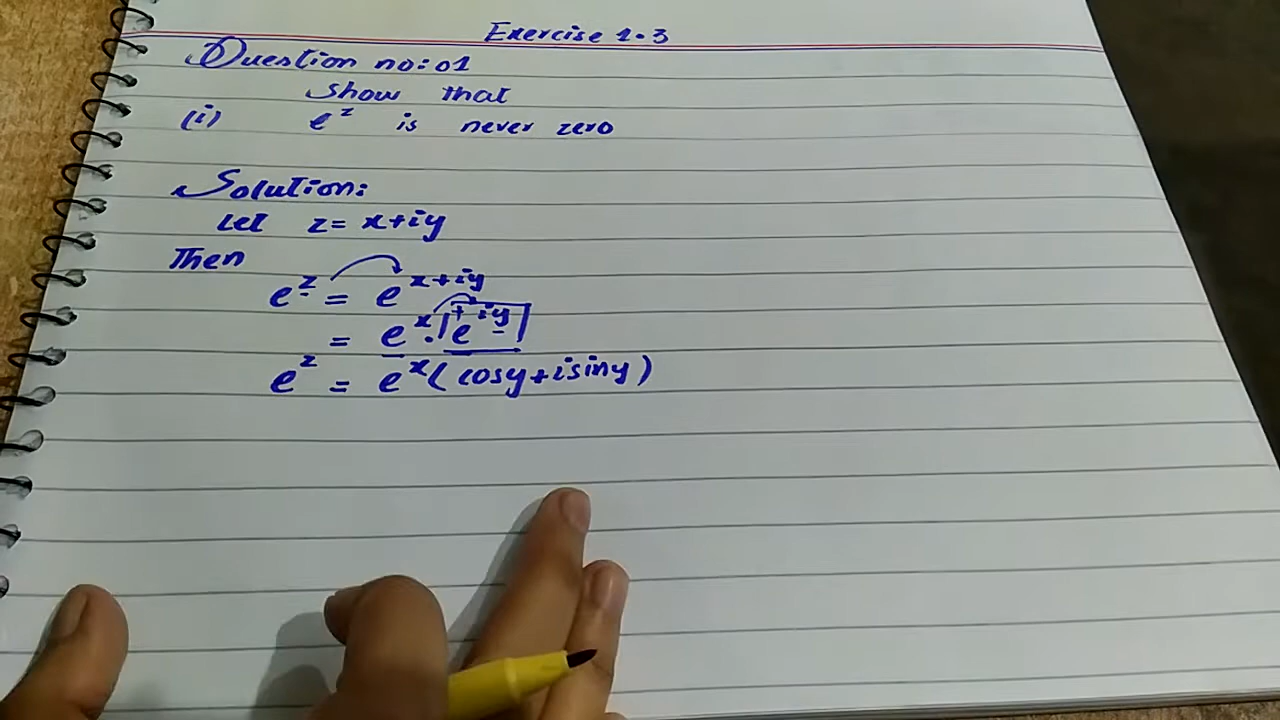 Exercise 1.3
Question no:01
Show that
(i) e^z is never zero
Solution:
Let z= x+iy
Then
e^z = e^x+iy
= e^x . e^iy
e^z = e^x (cosy+isiny)